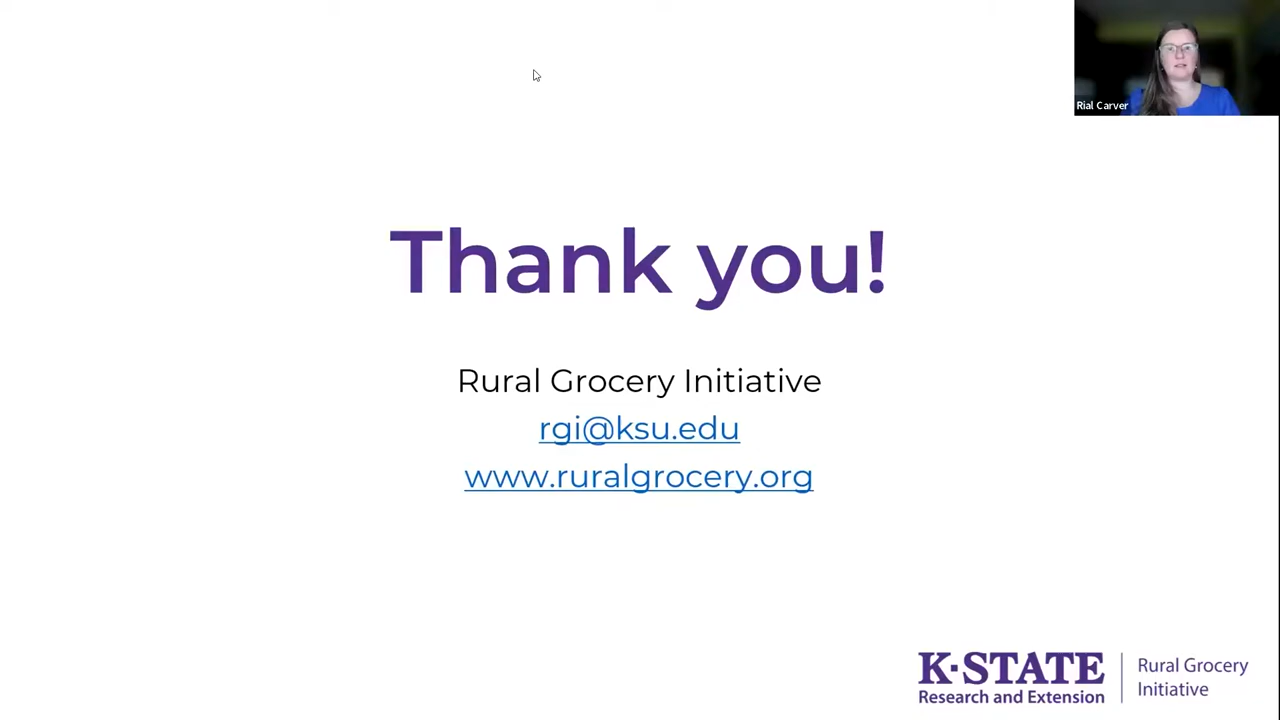 Rial Carver
Thank you!
Rural Grocery Initiative
rgi@ksu.edu
www.ruralgrocery.org
K-STATE
Research and Extension
Rural Grocery
Initiative